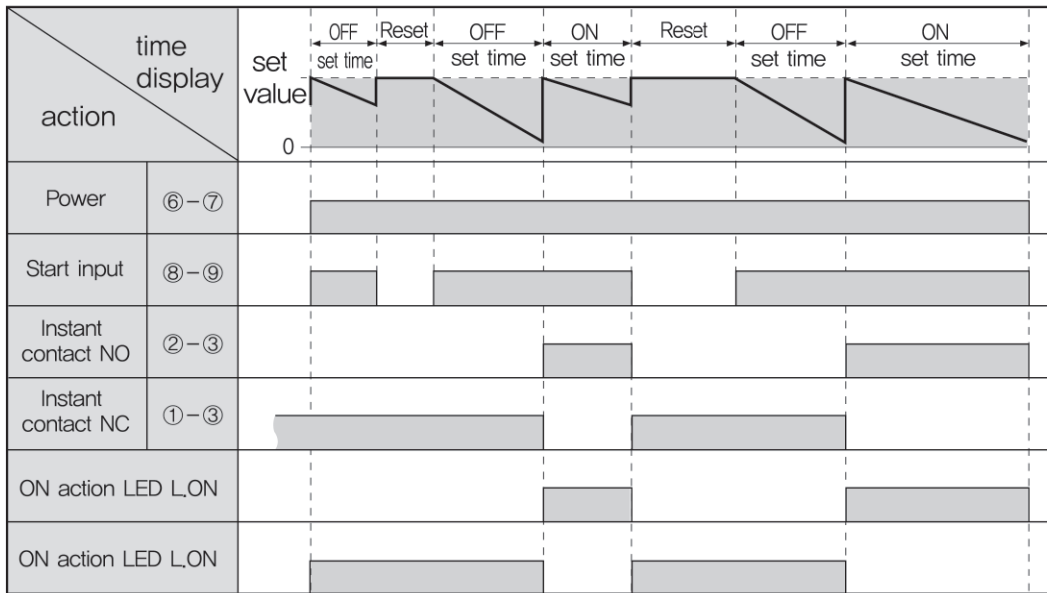 time
display
action
set
value
0
OFF Reset OFF ON Reset OFF ON
set time set time set time set time set time
Power ⑥-⑦
Start input ⑧-⑨
Instant
contact NO ②-③
Instant
contact NC ①-③
ON action LED L.ON
ON action LED L.ON